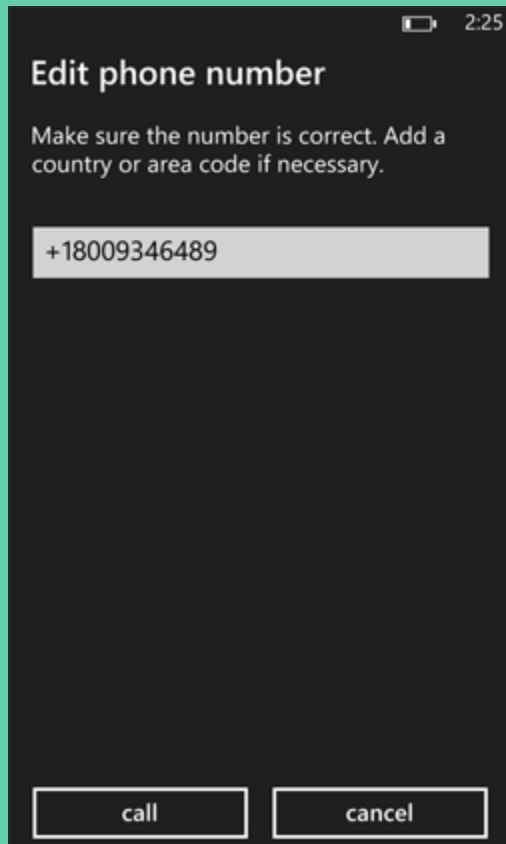 2:25
Edit phone number
Make sure the number is correct. Add a
country or area code if necessary.
+18009346489
call
cancel